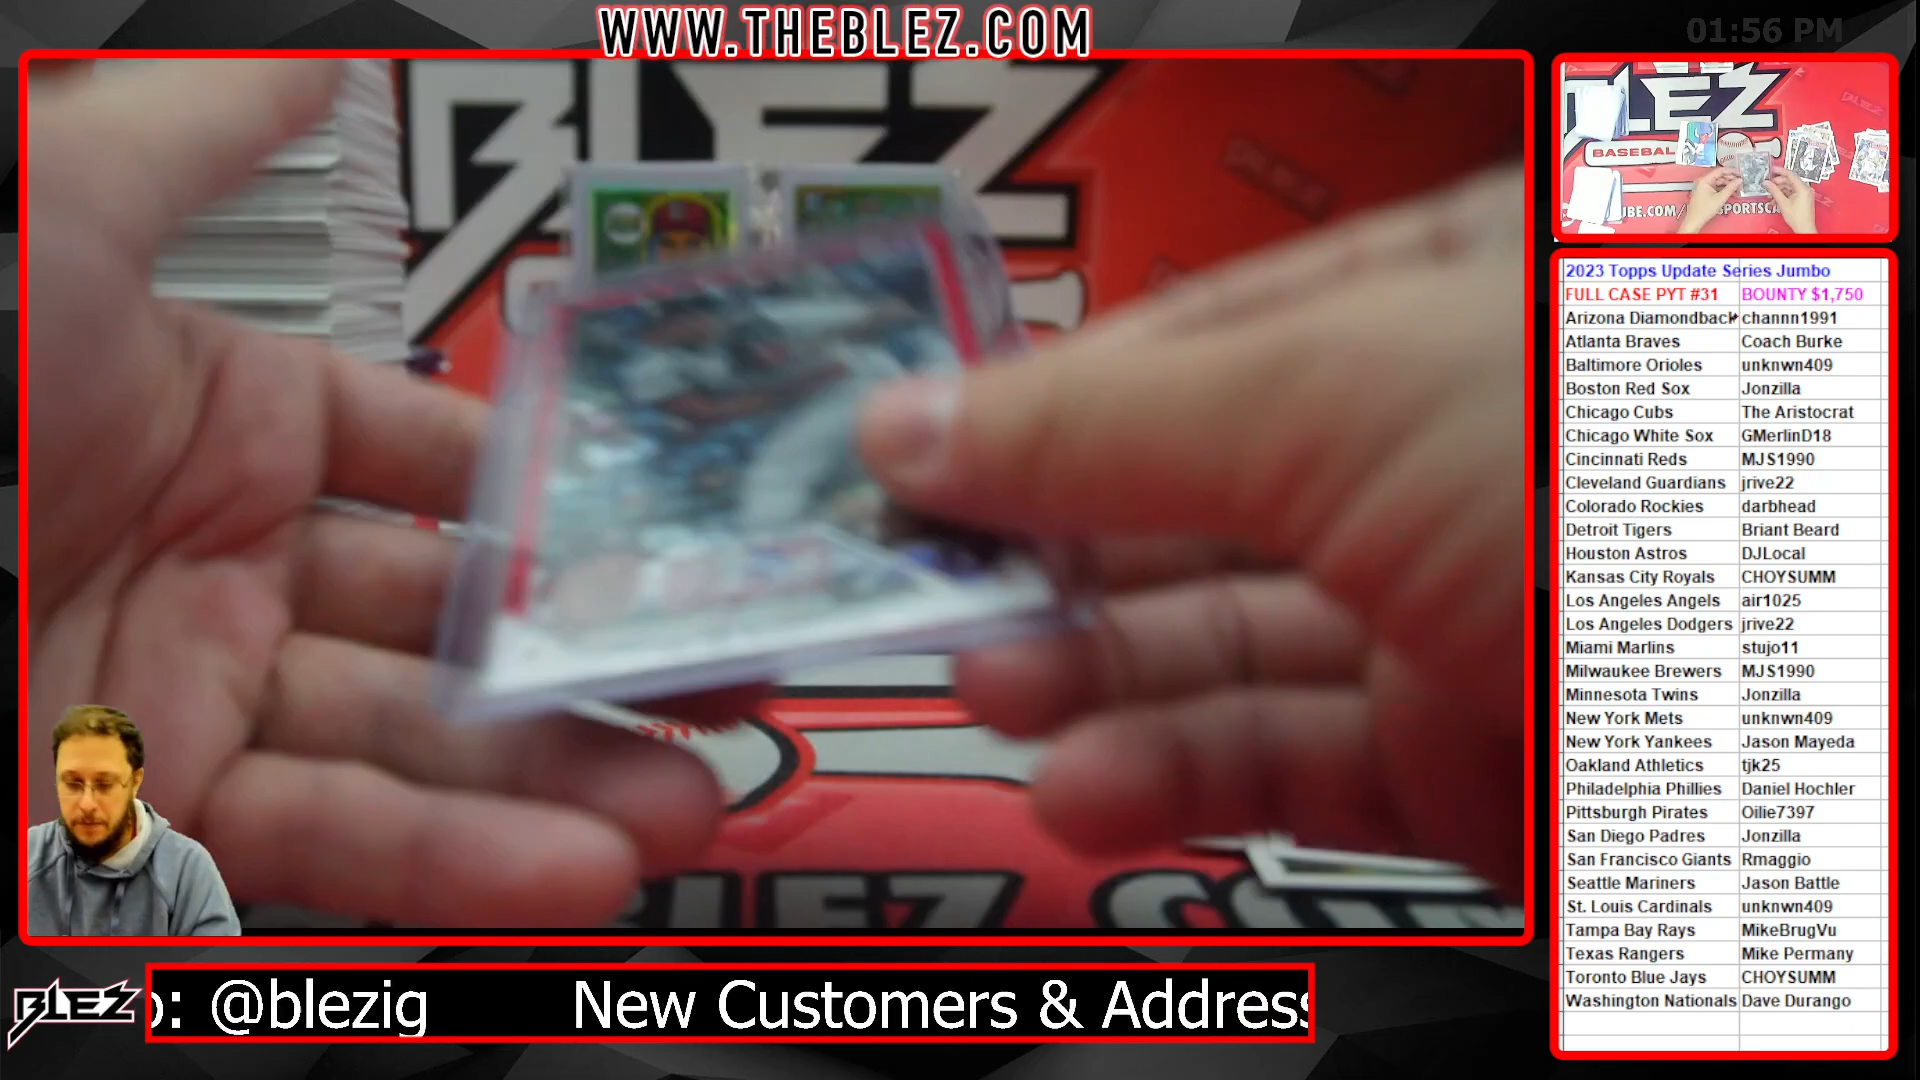 WWW.THEBLEZ.COM
01:56 PM
BLEZ
LEZ
BASEBALL
2023 Topps Update Series Jumbo
FULL CASE PYT #31 BOUNTY $1,750
Arizona Diamondback channn1991
Atlanta Braves Coach Burke
Baltimore Orioles unknwn409
Boston Red Sox Jonzilla
Chicago Cubs The Aristocrat
Chicago White Sox GMerlinD18
Cincinnati Reds MJS1990
Cleveland Guardians jrive22
Colorado Rockies darbhead
Detroit Tigers Briant Beard
Houston Astros DJLocal
Kansas City Royals CHOYSUMM
Los Angeles Angels air1025
Los Angeles Dodgers jrive22
Miami Marlins stujo11
Milwaukee Brewers MJS1990
Minnesota Twins Jonzilla
New York Mets unknwn409
New York Yankees Jason Mayeda
Oakland Athletics tjk25
Philadelphia Phillies Daniel Hochler
Pittsburgh Pirates Oilie7397
San Diego Padres Jonzilla
San Francisco Giants Rmaggio
Seattle Mariners Jason Battle
St. Louis Cardinals unknwn409
Tampa Bay Rays MikeBrugVu
Texas Rangers Mike Permany
Toronto Blue Jays CHOYSUMM
Washington Nationals Dave Durango
BLEZ
BLEZ
o: @blezig New Customers & Address